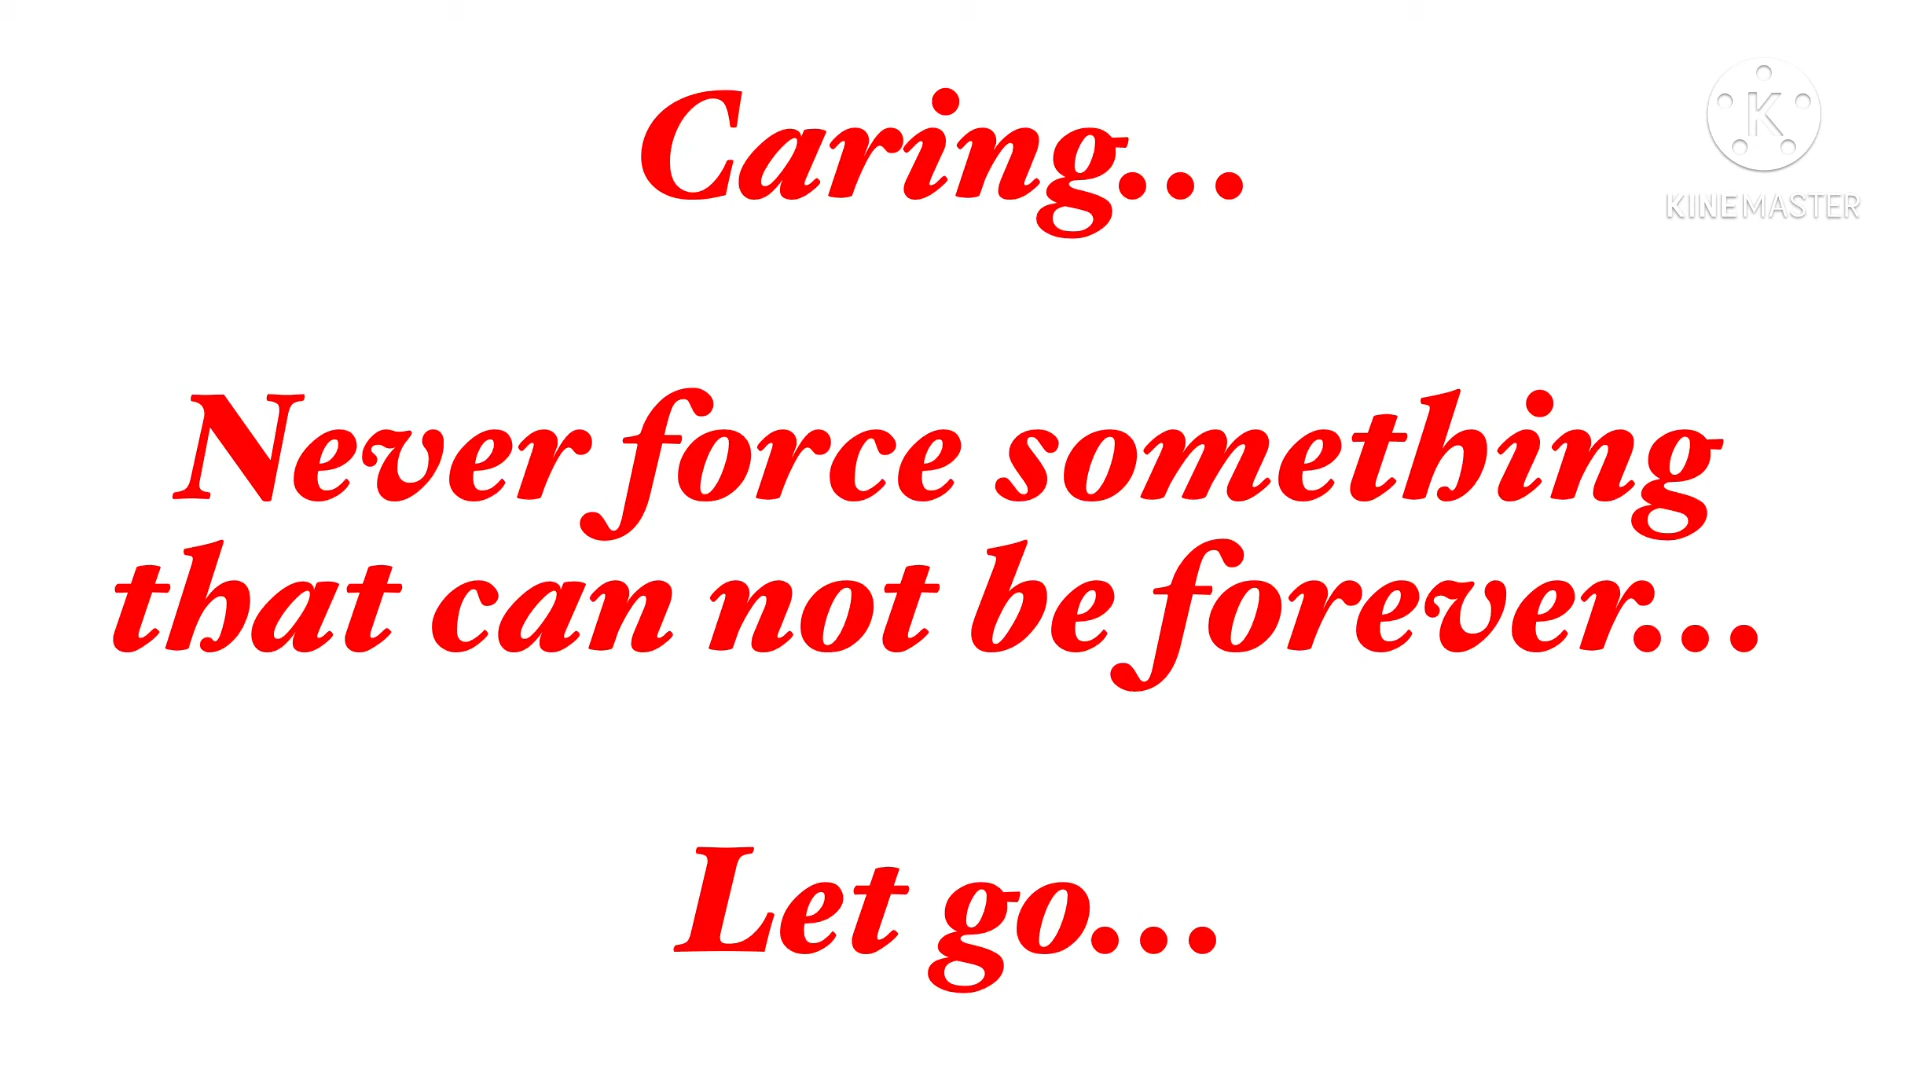 Caring...
KINEMASTER
Never force something
that can not be forever...
Let go...